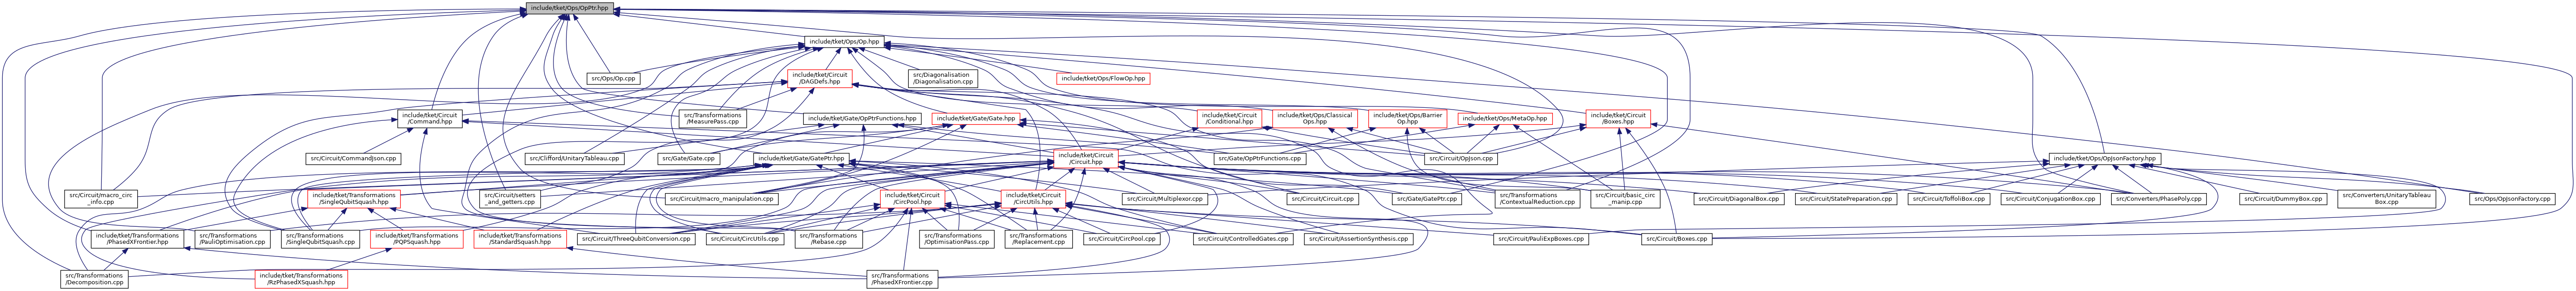 include/tket/Ops/OpPtr.hpp
include/tket/Ops/Op.hpp
src/Ops/Op.cpp
include/tket/Circuit
/DAGDefs.hpp
src/Diagonalisation
/Diagonalisation.cpp
include/tket/Ops/FlowOp.hpp
include/tket/Circuit
/Command.hpp
src/Transformations
/MeasurePass.cpp
include/tket/Gate/OpPtrFunctions.hpp
include/tket/Gate/Gate.hpp
include/tket/Circuit
/Conditional.hpp
include/tket/Ops/Classical
Ops.hpp
include/tket/Ops/Barrier
Op.hpp
include/tket/Ops/MetaOp.hpp
include/tket/Circuit
/Boxes.hpp
src/Circuit/CommandJson.cpp
src/Clifford/UnitaryTableau.cpp
src/Gate/Gate.cpp
include/tket/Gate/GatePtr.hpp
include/tket/Circuit
/Circuit.hpp
src/Gate/OpPtrFunctions.cpp
src/Circuit/OpJson.cpp
include/tket/Ops/OpJsonFactory.hpp
src/Circuit/macro_circ
_info.cpp
include/tket/Transformations
/SingleQubitSquash.hpp
src/Circuit/setters
_and_getters.cpp
src/Circuit/macro_manipulation.cpp
include/tket/Circuit
/CircPool.hpp
include/tket/Circuit
/CircUtils.hpp
src/Circuit/Multiplexor.cpp
src/Circuit/Circuit.cpp
src/Gate/GatePtr.cpp
src/Transformations
/ContextualReduction.cpp
src/Circuit/basic_circ
_manip.cpp
src/Circuit/DiagonalBox.cpp
src/Circuit/StatePreparation.cpp
src/Circuit/ToffoliBox.cpp
src/Circuit/ConjugationBox.cpp
src/Converters/PhasePoly.cpp
src/Circuit/DummyBox.cpp
src/Converters/UnitaryTableau
Box.cpp
src/Ops/OpJsonFactory.cpp
include/tket/Transformations
/PhasedXFrontier.hpp
src/Transformations
/PauliOptimisation.cpp
src/Transformations
/SingleQubitSquash.cpp
include/tket/Transformations
/PQPSquash.hpp
include/tket/Transformations
/StandardSquash.hpp
src/Circuit/ThreeQubitConversion.cpp
src/Circuit/CircUtils.cpp
src/Transformations
/Rebase.cpp
src/Transformations
/OptimisationPass.cpp
src/Transformations
/Replacement.cpp
src/Circuit/CircPool.cpp
src/Circuit/ControlledGates.cpp
src/Circuit/AssertionSynthesis.cpp
src/Circuit/PauliExpBoxes.cpp
src/Circuit/Boxes.cpp
src/Transformations
/Decomposition.cpp
include/tket/Transformations
/RzPhasedXSquash.hpp
src/Transformations
/PhasedXFrontier.cpp